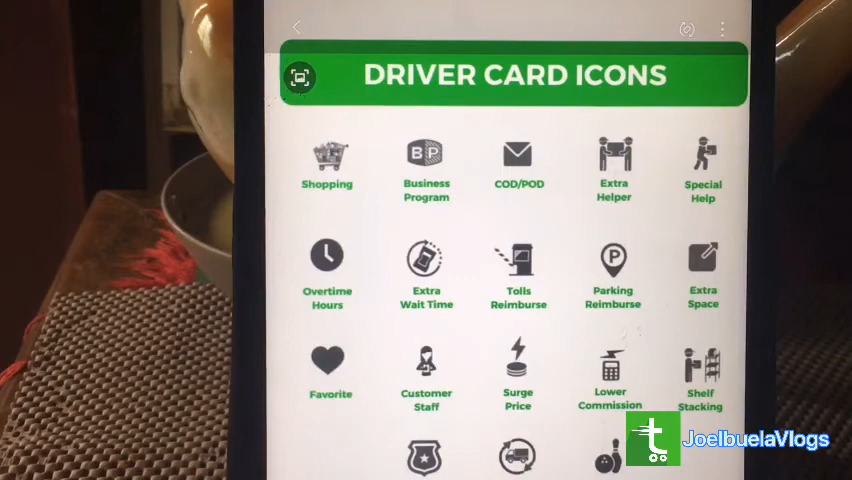 DRIVER CARD ICONS
Shopping
Business
Program
COD/POD
Extra
Helper
Special
Help
Overtime
Hours
Extra
Wait Time
Tolls
Reimburse
Parking
Reimburse
Extra
Space
Favorite
Customer
Staff
Surge
Price
Lower
Commission
Shelf
Stacking
B P
P
t
JoelbuelaVlogs